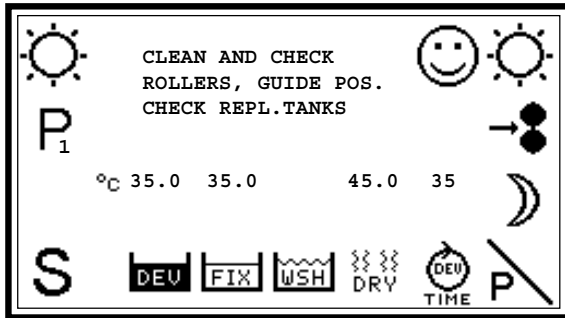 CLEAN AND CHECK
ROLLERS, GUIDE POS.
CHECK REPL.TANKS
P1
°C 35.0 35.0 45.0 35
S DEV FIX WSH DRY DEV TIME P